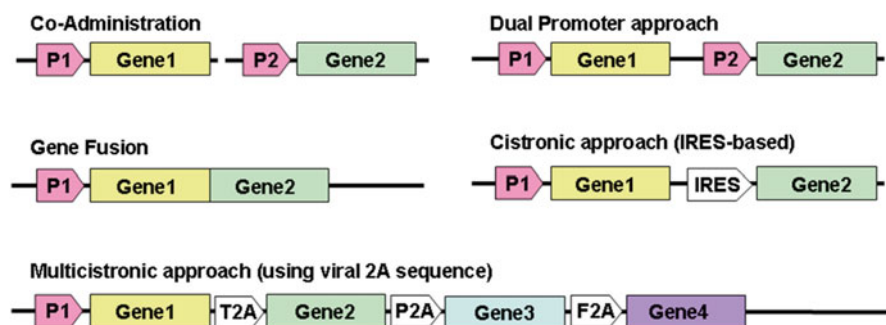 Co-Administration
P1 Gene1 P2 Gene2
Dual Promoter approach
P1 Gene1 P2 Gene2
Gene Fusion
P1 Gene1 Gene2
Cistronic approach (IRES-based)
P1 Gene1 IRES Gene2
Multicistronic approach (using viral 2A sequence)
P1 Gene1 T2A Gene2 P2A Gene3 F2A Gene4